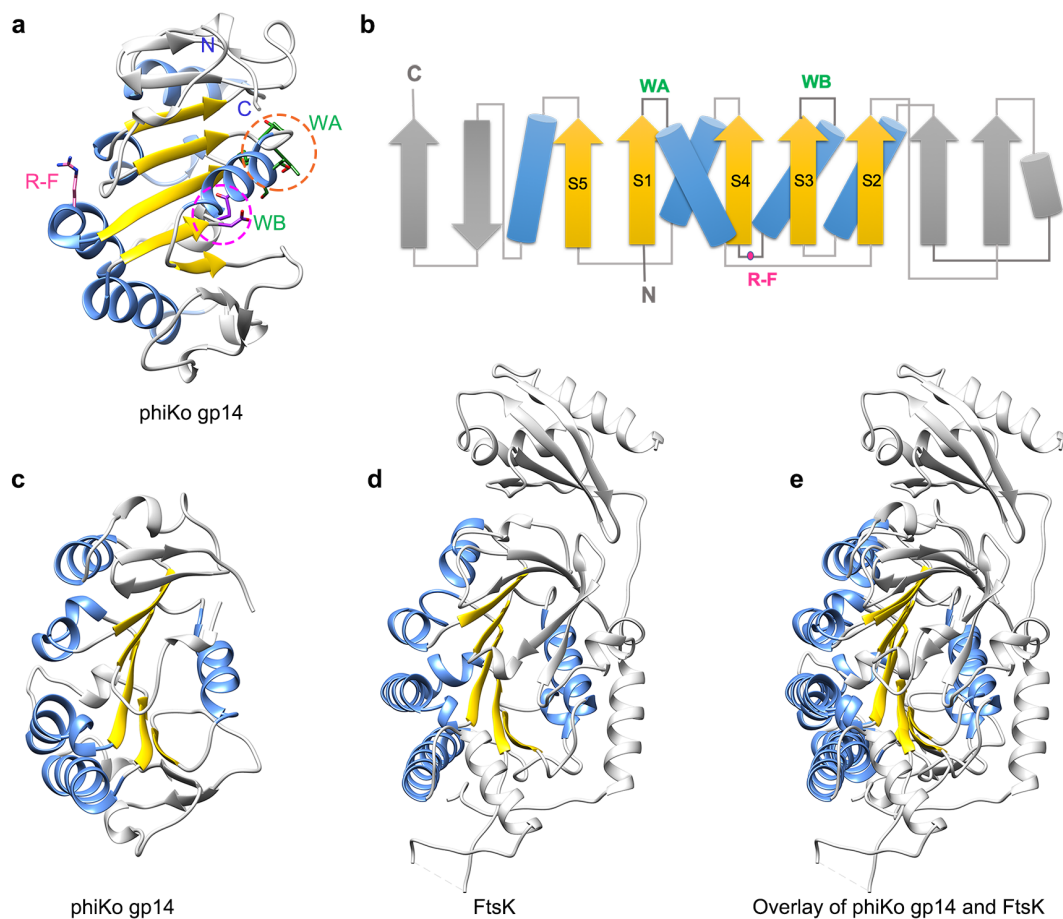 a
N
C
WA
R-F
WB
phiKo gp14
b
C
WA
WB
S5
S1
S4
S3
S2
R-F
N
c
phiKo gp14
d
FtsK
e
Overlay of phiKo gp14 and FtsK